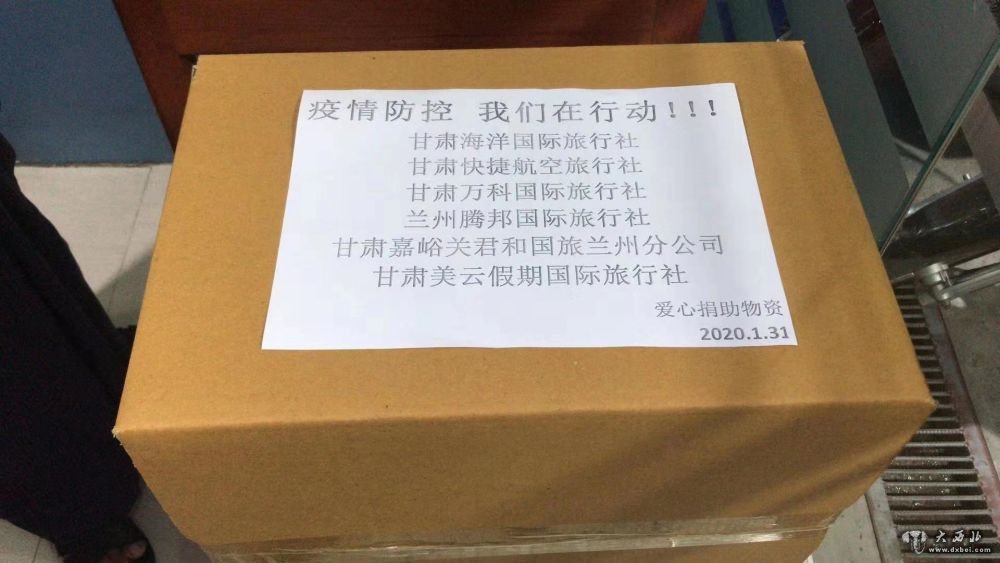 疫情防控 我们在行动!!!
甘肃海洋国际旅行社
甘肃快捷航空旅行社
甘肃万科国际旅行社
兰州腾邦国际旅行社
甘肃嘉峪关君和国旅兰州分公司
甘肃美云假期国际旅行社
爱心捐助物资
2020.1.31
大西北
www.dxbei.com